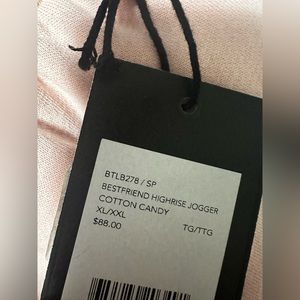 BTLB278 / SP
BESTFRIEND HIGHRISE JOGGER
COTTON CANDY
XL/XXL TG/TTG
$88.00